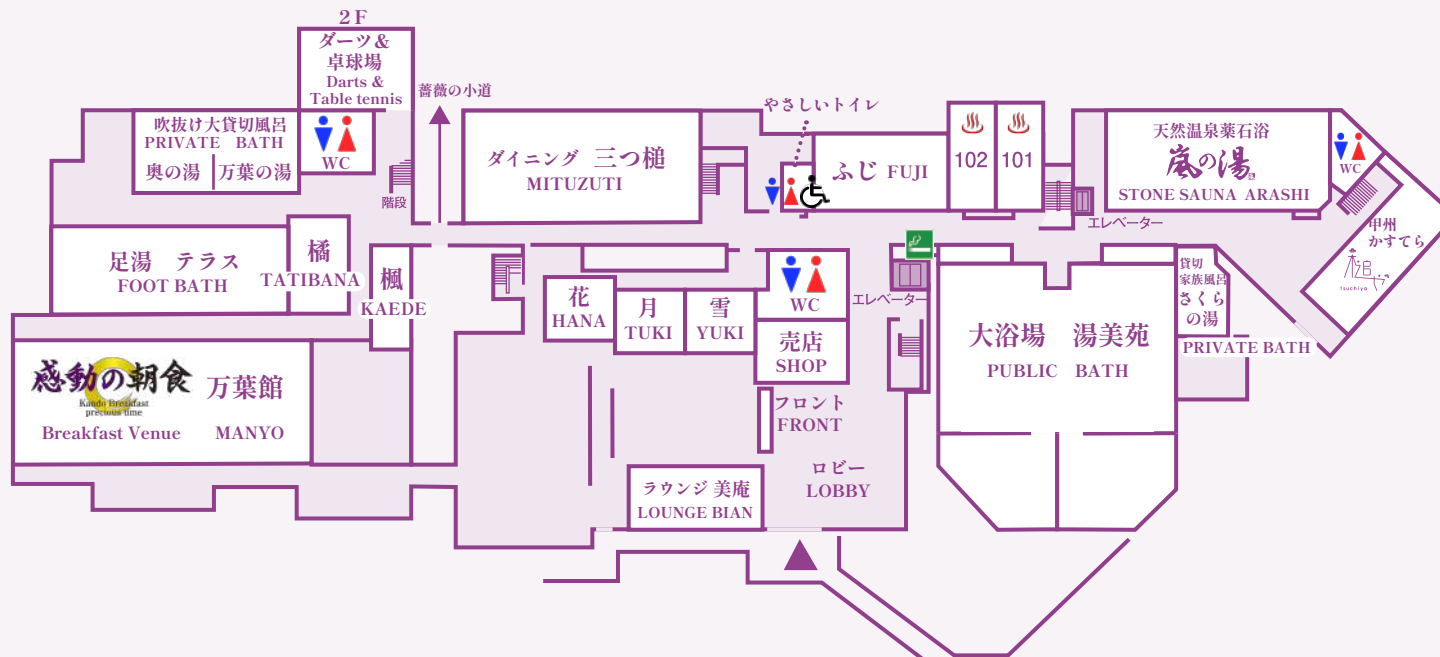 2F
ダーツ&
卓球場
Darts &
Table tennis
薔薇の小道
吹抜け大貸切風呂
PRIVATE BATH
奥の湯 万葉の湯
WC
階段
ダイニング 三つ槌
MITUZUTI
やさしいトイレ
ふじ FUJI
102
101
天然温泉薬石浴
嵐の湯
STONE SAUNA ARASHI
WC
エレベーター
甲州
かすてら
tsuchiya
足湯 テラス
FOOT BATH
橘
TATIBANA
楓
KAEDE
花
HANA
月
TUKI
雪
YUKI
WC
エレベーター
売店
SHOP
大浴場 湯美苑
PUBLIC BATH
貸切
家族風呂
さくら
の湯
PRIVATE BATH
感動の朝食
Kando Breakfast
precious time
万葉館
Breakfast Venue MANYO
フロント
FRONT
ロビー
LOBBY
ラウンジ 美庵
LOUNGE BIAN